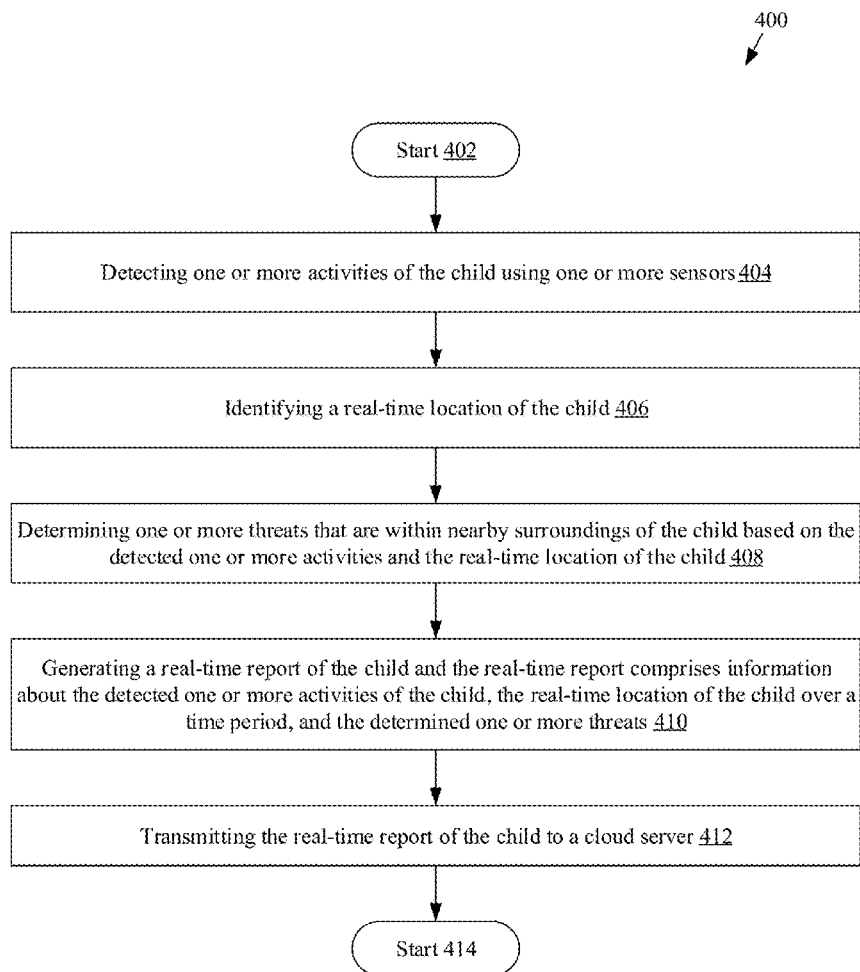 400
Start 402
Detecting one or more activities of the child using one or more sensors 404
Identifying a real-time location of the child 406
Determining one or more threats that are within nearby surroundings of the child based on the
detected one or more activities and the real-time location of the child 408
Generating a real-time report of the child and the real-time report comprises information
about the detected one or more activities of the child, the real-time location of the child over a
time period, and the determined one or more threats 410
Transmitting the real-time report of the child to a cloud server 412
Start 414